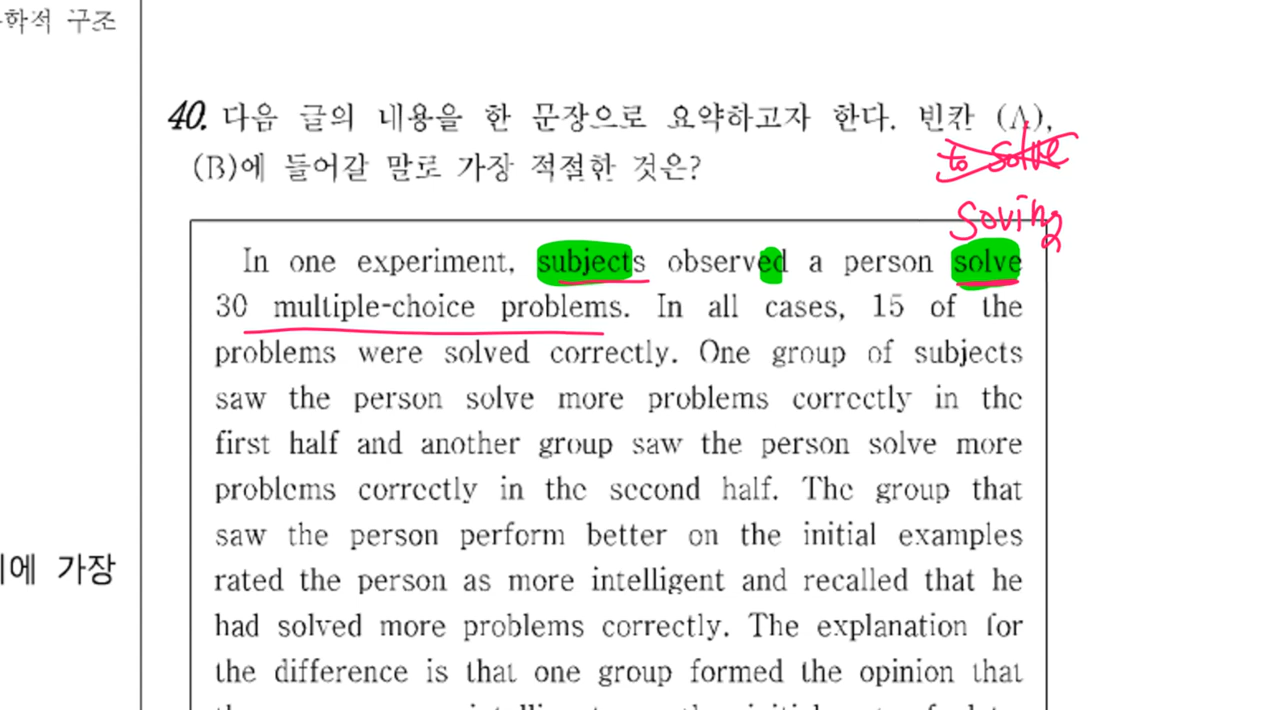 학적 구조
40. 다음 글의 내용을 한 문장으로 요약하고자 한다. 빈칸 (A),
(B)에 들어갈 말로 가장 적절한 것은?
to solve
soving
In one experiment, subjects observed a person solve
30 multiple-choice problems. In all cases, 15 of the
problems were solved correctly. One group of subjects
saw the person solve more problems correctly in the
first half and another group saw the person solve more
problems correctly in the second half. The group that
saw the person perform better on the initial examples
rated the person as more intelligent and recalled that he
had solved more problems correctly. The explanation for
the difference is that one group formed the opinion that
에 가장